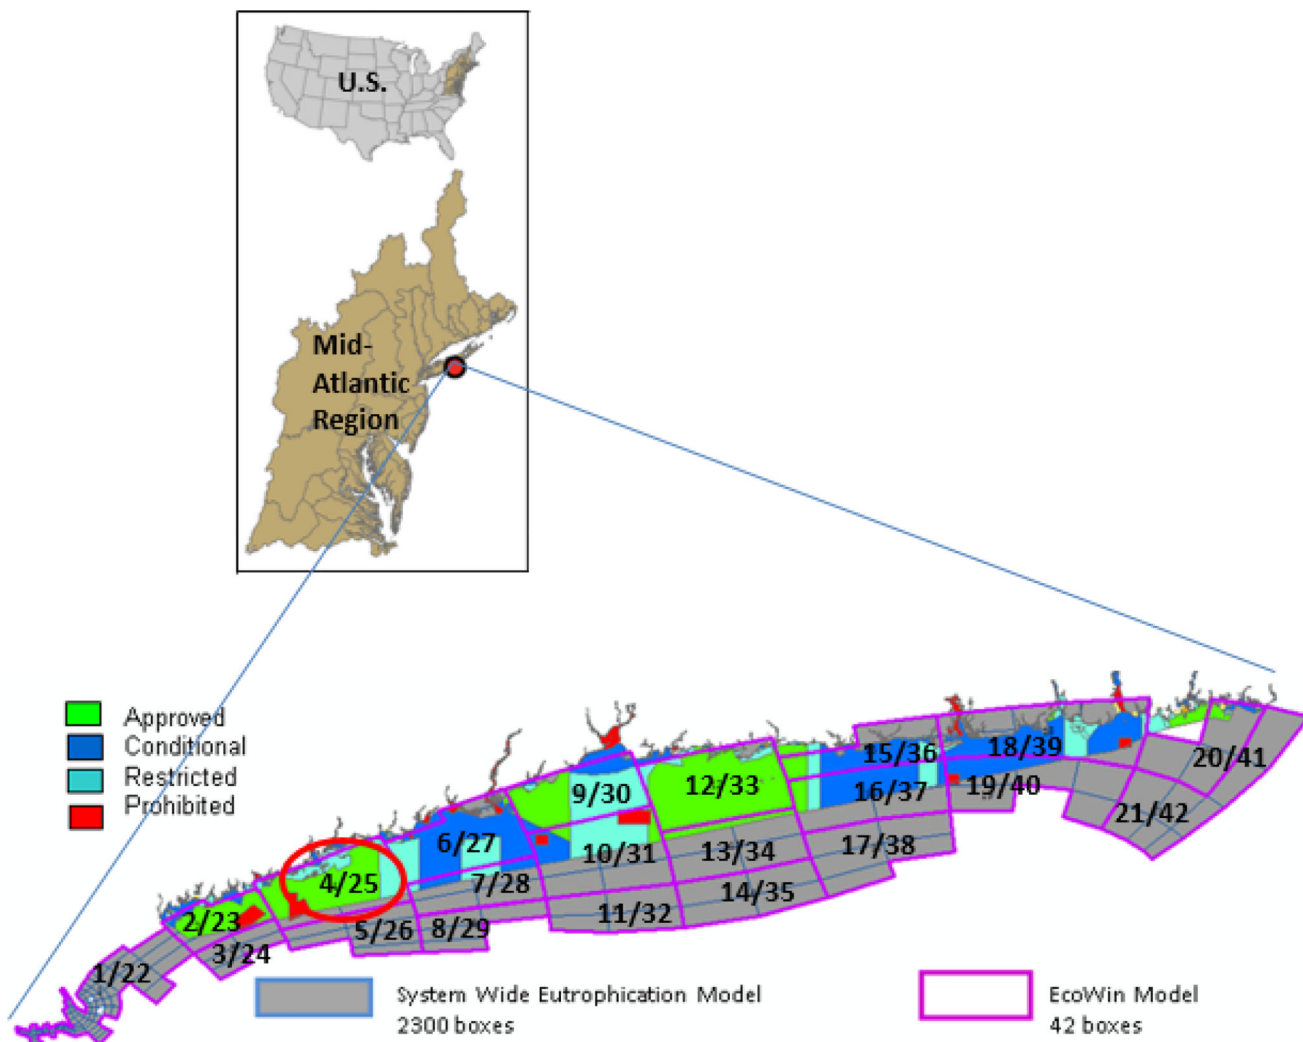 U.S.
Mid-
Atlantic
Region
Approved
Conditional
Restricted
Prohibited
1/22
2/23
3/24
4/25
5/26
6/27
7/28
8/29
9/30
10/31
11/32
12/33
13/34
14/35
15/36
16/37
17/38
18/39
19/40
20/41
21/42
System Wide Eutrophication Model
2300 boxes
EcoWin Model
42 boxes